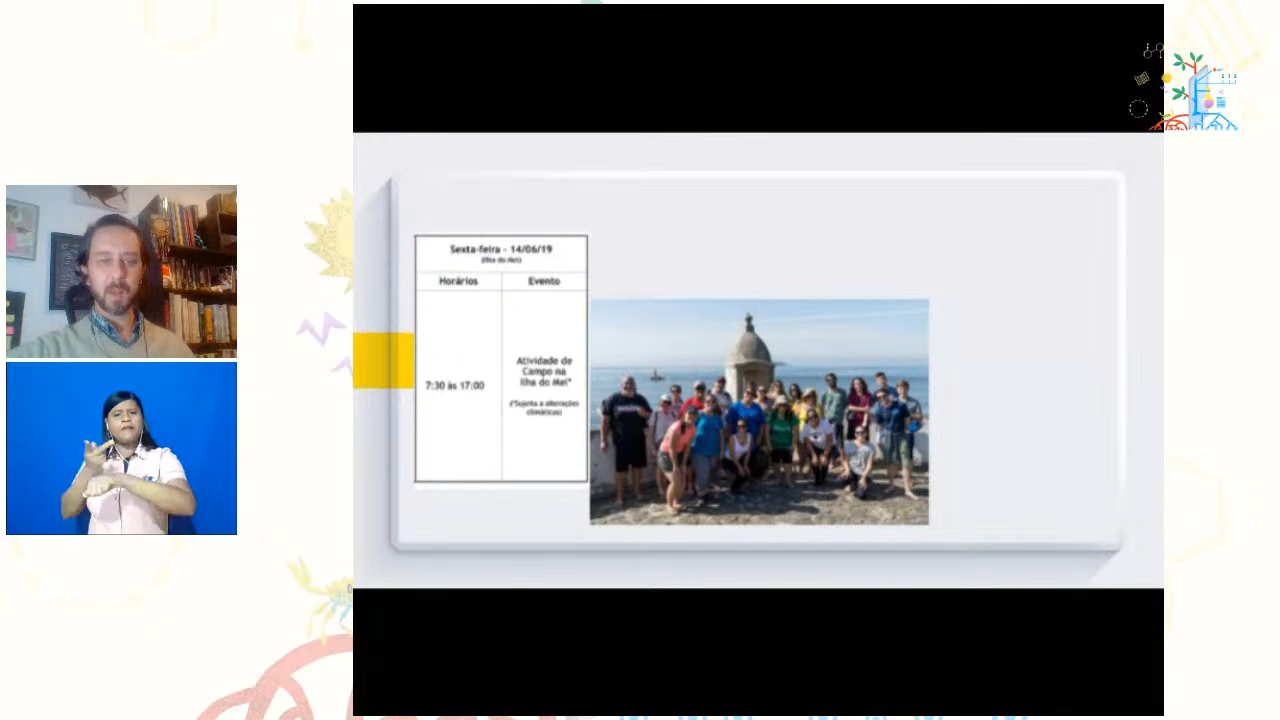 Sexta-feira - 14/06/19
(Ilha do Mel)
Horários
Evento
7:30 às 17:00
Atividade de
Campo na
Ilha do Mel*
(*Sujeita a alterações
climáticas)